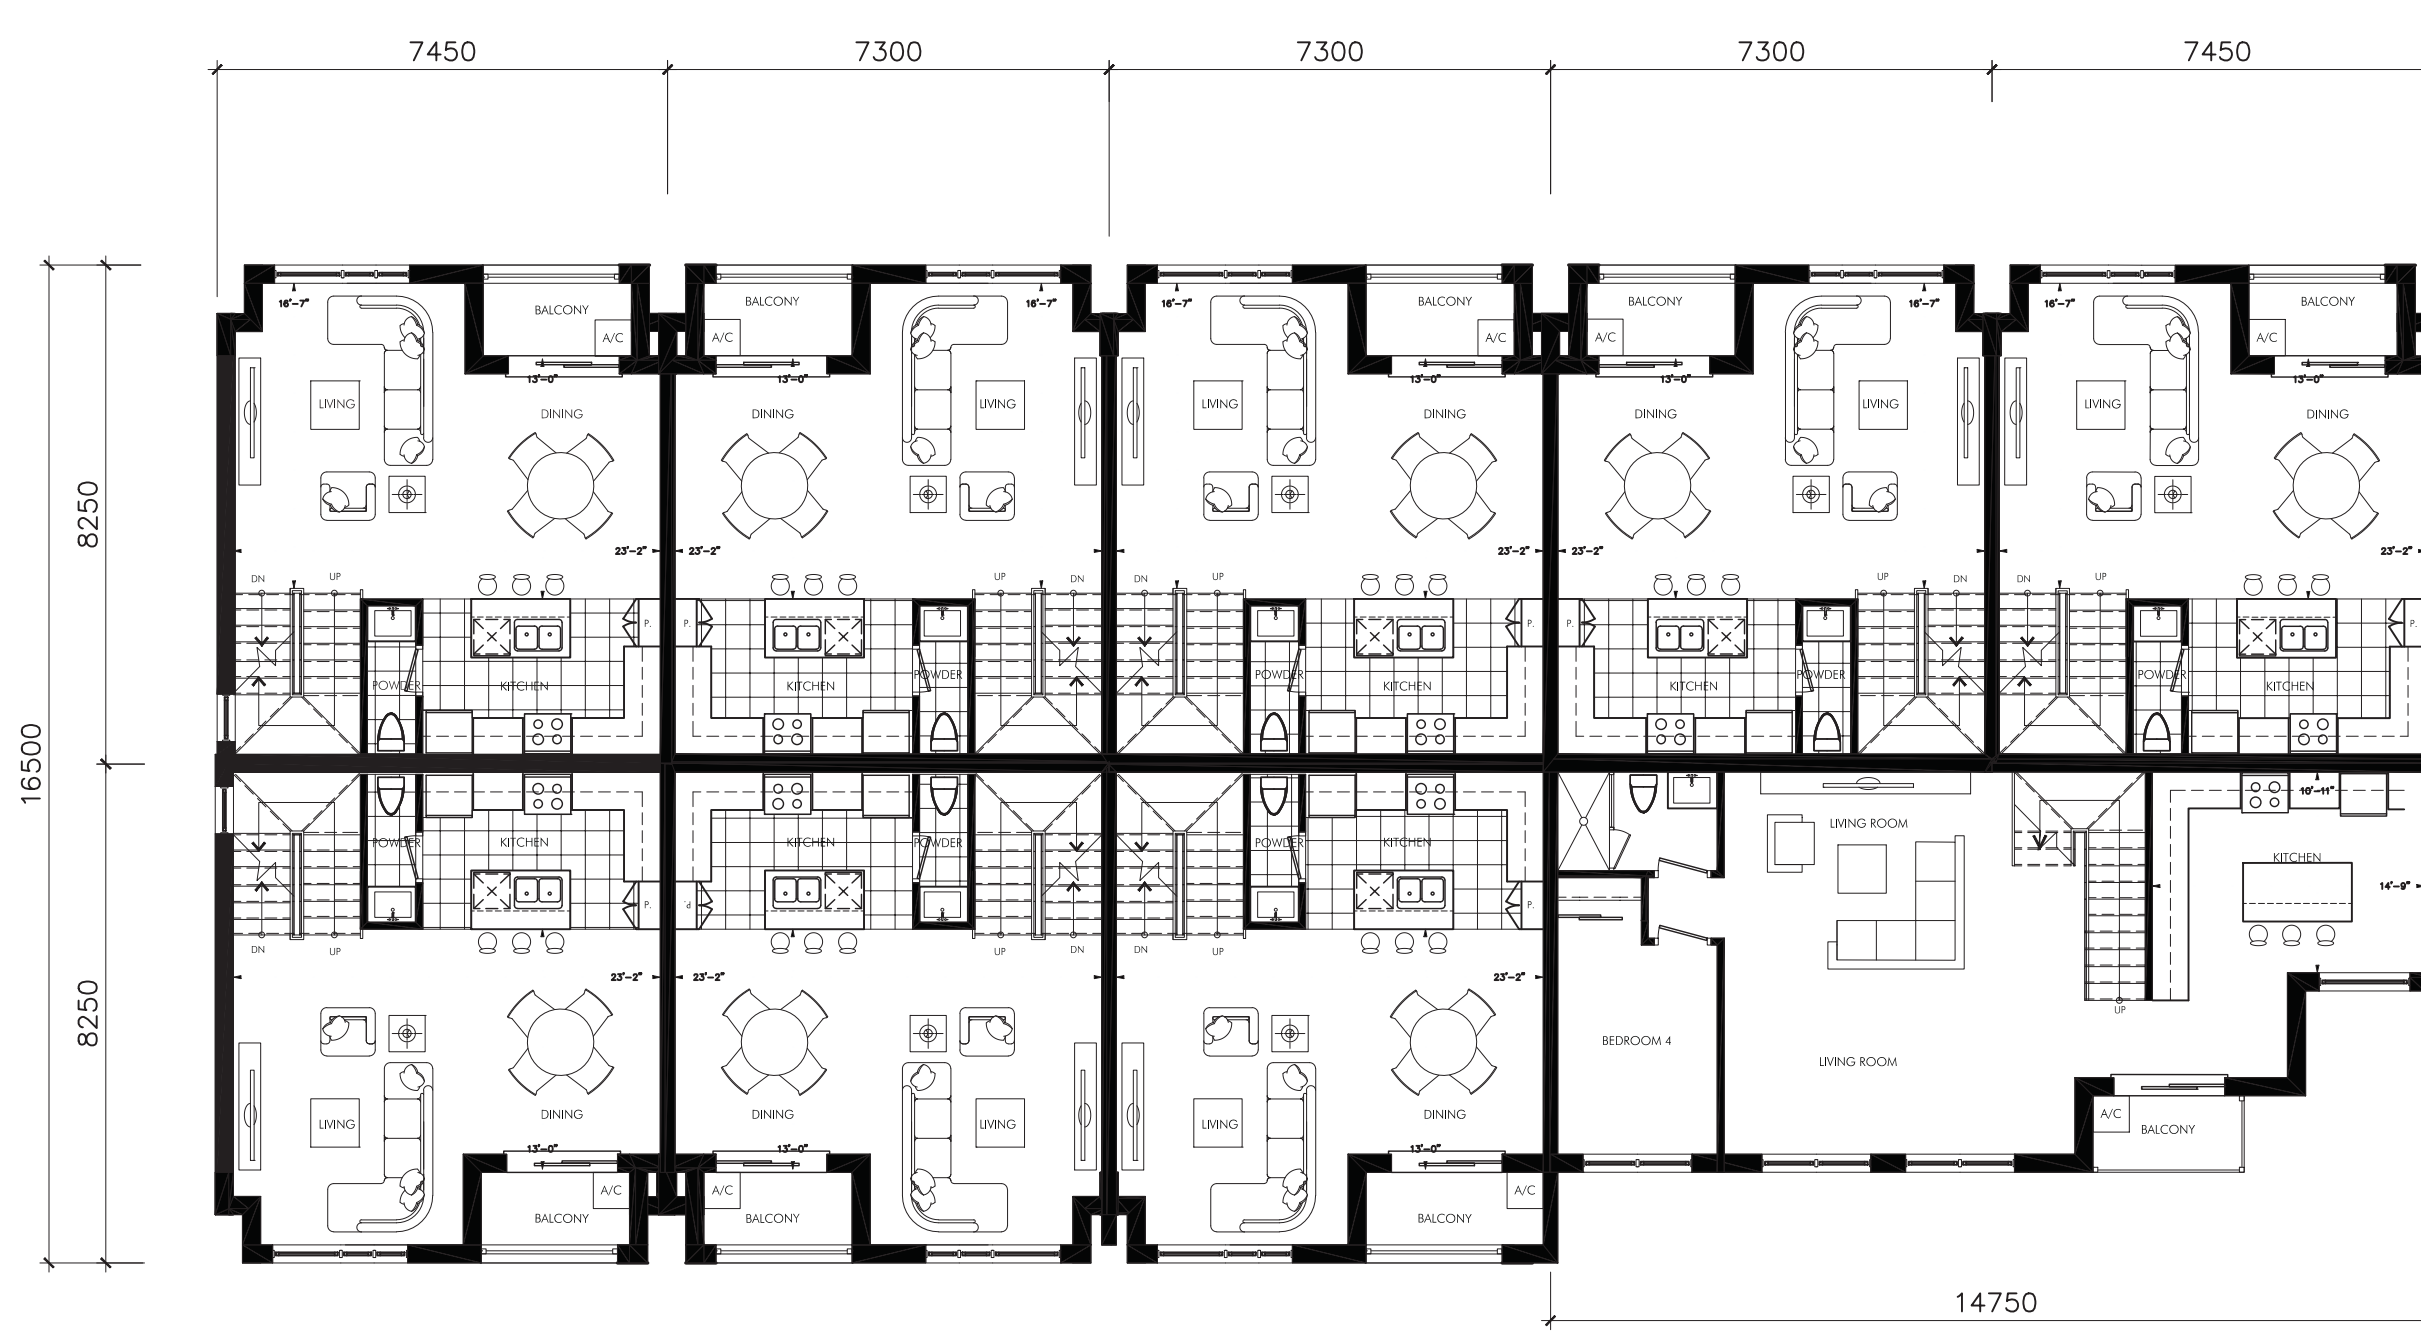 7450 7300 7300 7300 7450
16'-7" 16'-7" 16'-7" 16'-7" 16'-7"
BALCONY BALCONY BALCONY BALCONY BALCONY
A/C A/C A/C A/C A/C
13'-0" 13'-0" 13'-0" 13'-0" 13'-0"
LIVING LIVING LIVING LIVING LIVING
DINING DINING DINING DINING DINING
8250
23'-2" 23'-2" 23'-2" 23'-2" 23'-2"
DN UP UP DN DN UP UP DN DN UP
P. P. P. P. P.
POWDER KITCHEN KITCHEN POWDER POWDER KITCHEN KITCHEN POWDER POWDER KITCHEN
16500
10'-11"
LIVING ROOM
POWDER KITCHEN KITCHEN POWDER POWDER KITCHEN
KITCHEN
14'-9"
P. P. P.
DN UP UP DN DN UP
23'-2" 23'-2" 23'-2"
8250
UP
BEDROOM 4
LIVING ROOM
DINING DINING DINING
A/C
LIVING LIVING LIVING
BALCONY
13'-0" 13'-0" 13'-0"
A/C A/C A/C
BALCONY BALCONY BALCONY
14750